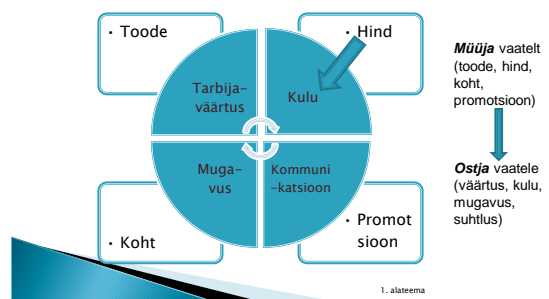 • Toode
• Hind
Tarbija-
väärtus
Kulu
Muga-
vus
Kommuni
-katsioon
• Koht
• Promot
sioon
Müüja vaatelt
(toode, hind,
koht,
promotsioon)
Ostja vaatele
(väärtus, kulu,
mugavus,
suhtlus)
1. alateema